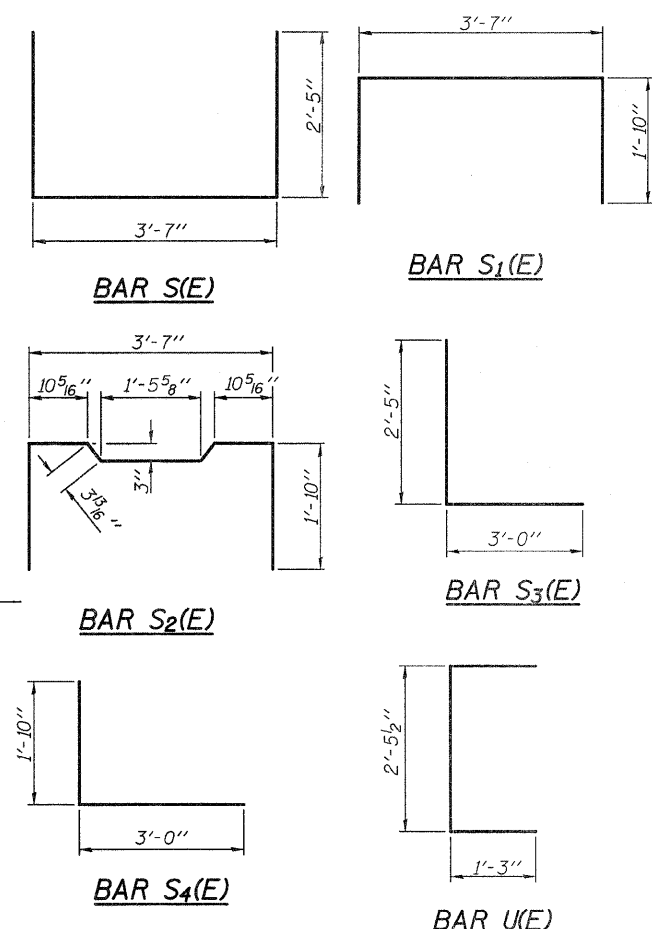 3'-7"
2'-5"
3'-7"
BAR S(E)
3'-7"
1'-10"
BAR S1(E)
3'-7"
10 5/16" 1'-5 5/8" 10 5/16"
3"
3 13/16"
1'-10"
BAR S2(E)
2'-5"
3'-0"
BAR S3(E)
1'-10"
3'-0"
BAR S4(E)
2'-5 1/2"
1'-3"
BAR U(E)